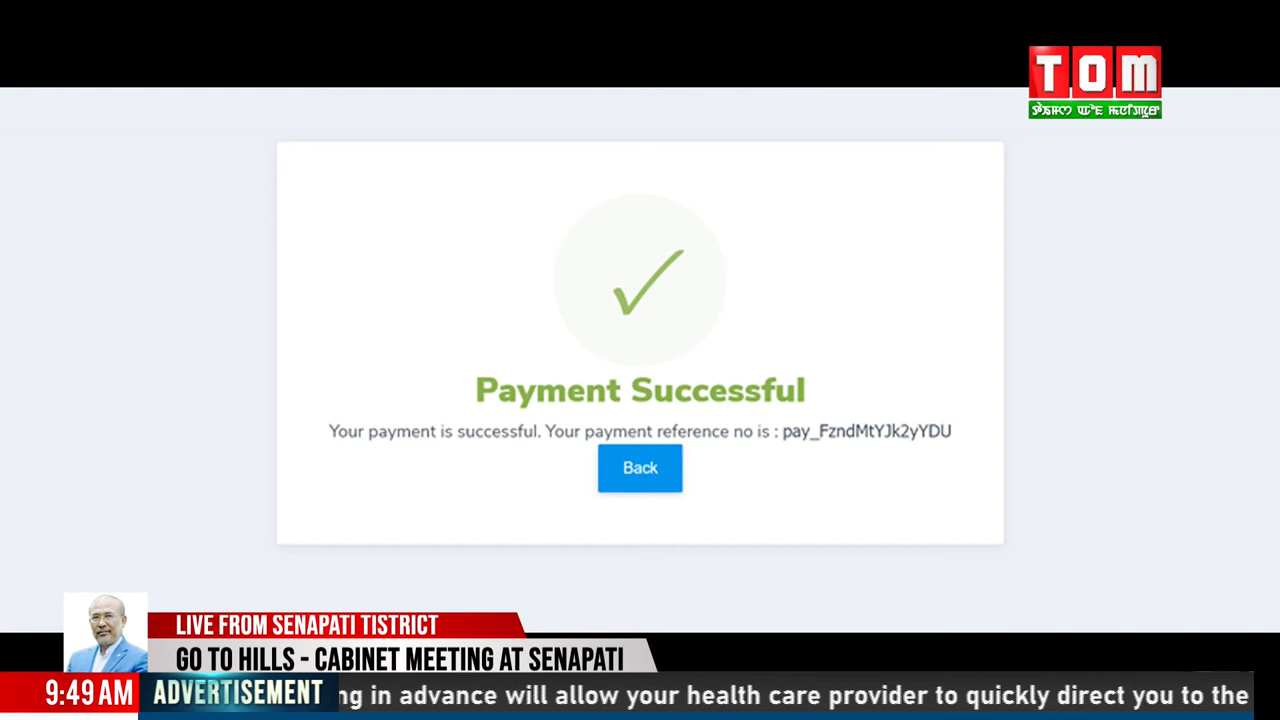 TOM
Payment Successful
Your payment is successful. Your payment reference no is : pay_FzndMtYJk2yYDU
Back
LIVE FROM SENAPATI TISTRICT
GO TO HILLS - CABINET MEETING AT SENAPATI
9:49 AM
ADVERTISEMENT
ng in advance will allow your health care provider to quickly direct you to the